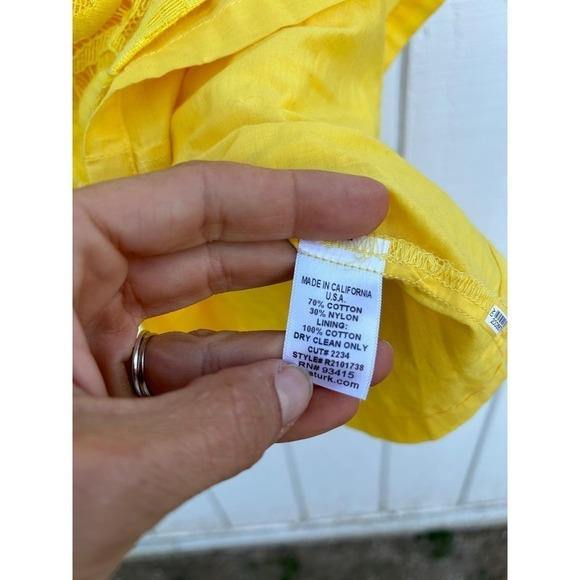 MADE IN CALIFORNIA
U.S.A.
70% COTTON
30% NYLON
LINING:
100% COTTON
DRY CLEAN ONLY
CUT# 2234
STYLE# R2101738
RN# 93415
turk.com